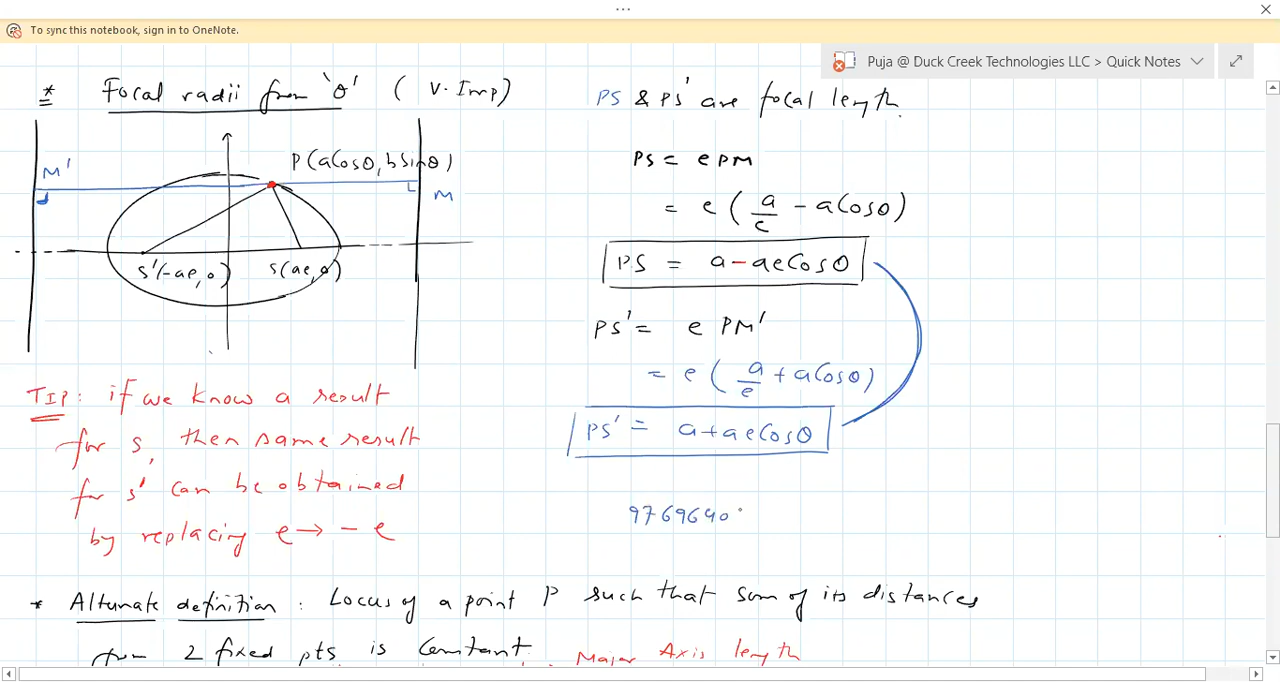 To sync this notebook, sign in to OneNote.
Puja @ Duck Creek Technologies LLC > Quick Notes
* Focal radii from 'θ' ( V. Imp)
M'
P(acosθ, bsinθ)
M
S'(-ae, 0)
S(ae, 0)
TIP: if we know a result
for S, then same result
for S' can be obtained
by replacing e → - e
PS & PS' are focal length.
PS = e PM
= e ( a/e - acosθ)
PS = a - aecosθ
PS' = e PM'
= e ( a/e + acosθ)
PS' = a + aecosθ
9769640
* Alternate definition : Locus of a point P such that sum of its distances
from 2 fixed pts is constant. Major Axis length